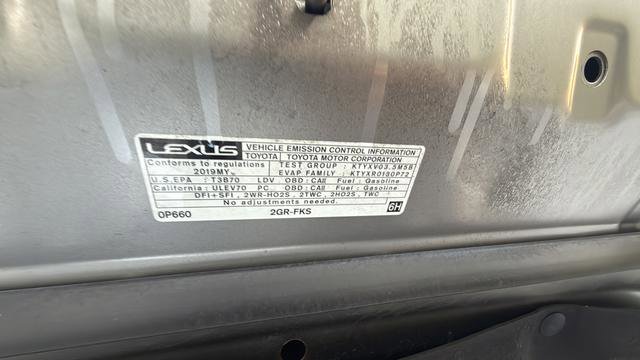 LEXUS VEHICLE EMISSION CONTROL INFORMATION
TOYOTA TOYOTA MOTOR CORPORATION
Conforms to regulations TEST GROUP : KTYXV03.5M5B
2019MY EVAP FAMILY : KTYXR0130P72
U.S.EPA : T3B70 LDV OBD:CAⅡ Fuel : Gasoline
California: ULEV70 PC OBD:CAⅡ Fuel : Gasoline
DFI+SFI , 2WR-HO2S , 2TWC , 2HO2S , TWC
No adjustments needed.
0P660 2GR-FKS 6H